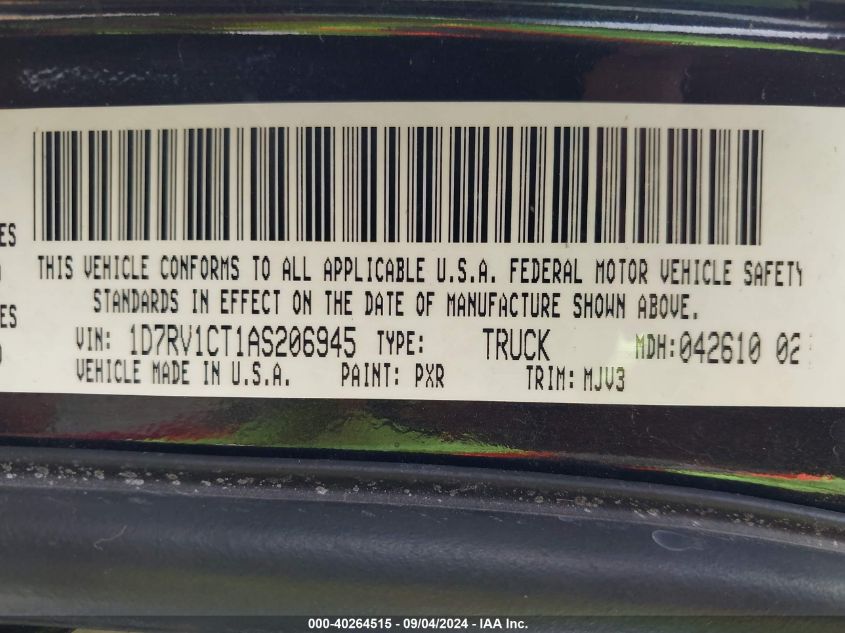 ES
THIS VEHICLE CONFORMS TO ALL APPLICABLE U.S.A. FEDERAL MOTOR VEHICLE SAFETY
STANDARDS IN EFFECT ON THE DATE OF MANUFACTURE SHOWN ABOVE.
ES
VIN: 1D7RV1CT1AS206945 TYPE: TRUCK MDH:042610 02
VEHICLE MADE IN U.S.A. PAINT: PXR TRIM: MJV3
000-40264515 - 09/04/2024 - IAA Inc.